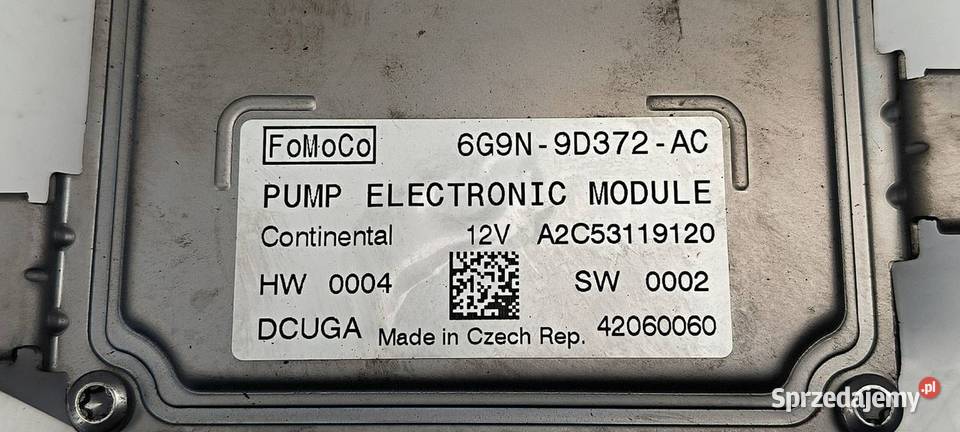 FoMoCo 6G9N-9D372-AC
PUMP ELECTRONIC MODULE
Continental 12V A2C53119120
HW 0004 SW 0002
DCUGA Made in Czech Rep. 42060060
Sprzedajemy.pl